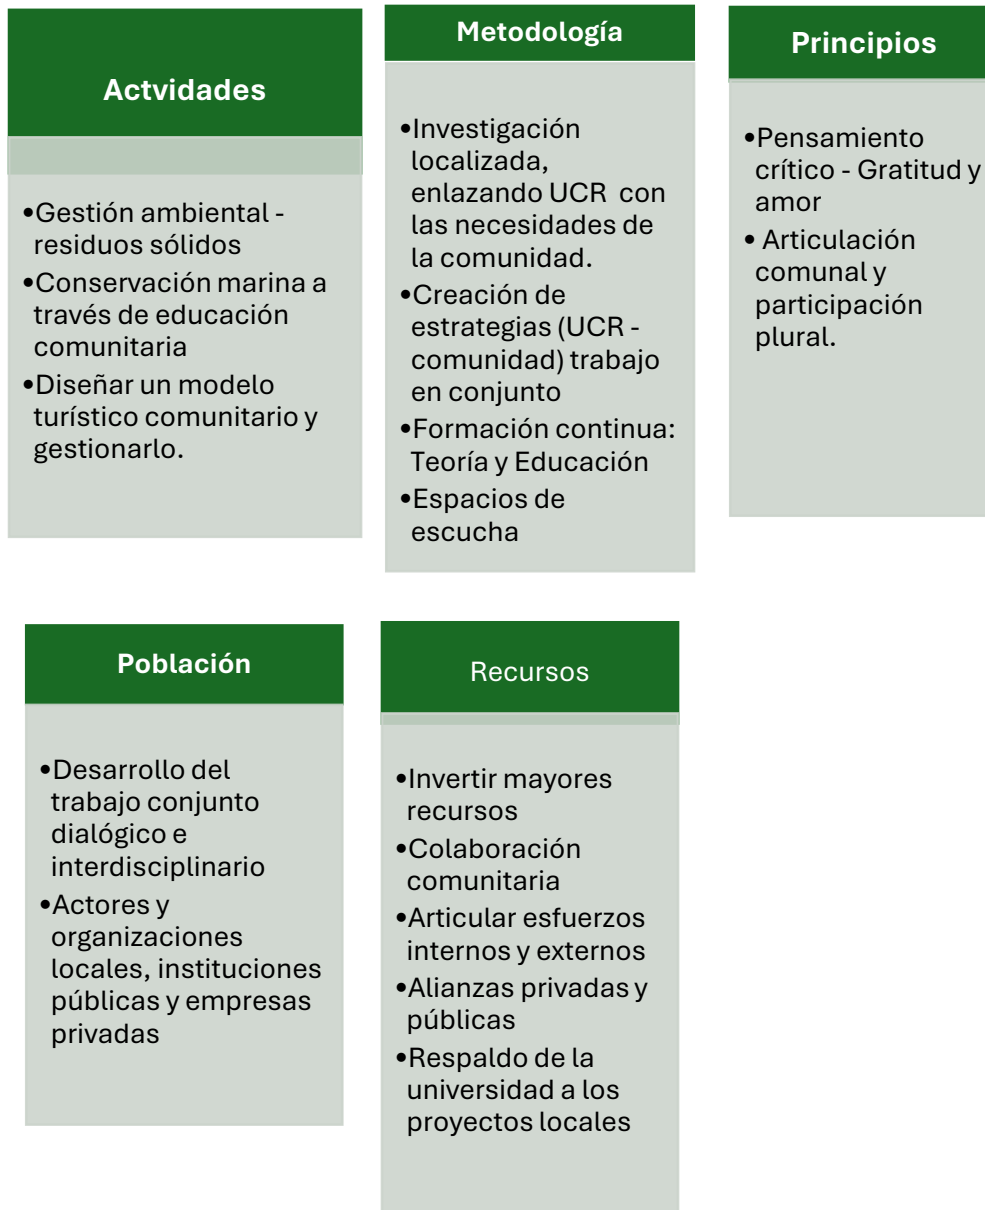 Actvidades
•Gestión ambiental -
residuos sólidos
•Conservación marina a
través de educación
comunitaria
•Diseñar un modelo
turístico comunitario y
gestionarlo.
Metodología
•Investigación
localizada,
enlazando UCR con
las necesidades de
la comunidad.
•Creación de
estrategias (UCR -
comunidad) trabajo
en conjunto
•Formación continua:
Teoría y Educación
•Espacios de
escucha
Principios
•Pensamiento
crítico - Gratitud y
amor
• Articulación
comunal y
participación
plural.
Población
•Desarrollo del
trabajo conjunto
dialógico e
interdisciplinario
•Actores y
organizaciones
locales, instituciones
públicas y empresas
privadas
Recursos
•Invertir mayores
recursos
•Colaboración
comunitaria
•Articular esfuerzos
internos y externos
•Alianzas privadas y
públicas
•Respaldo de la
universidad a los
proyectos locales